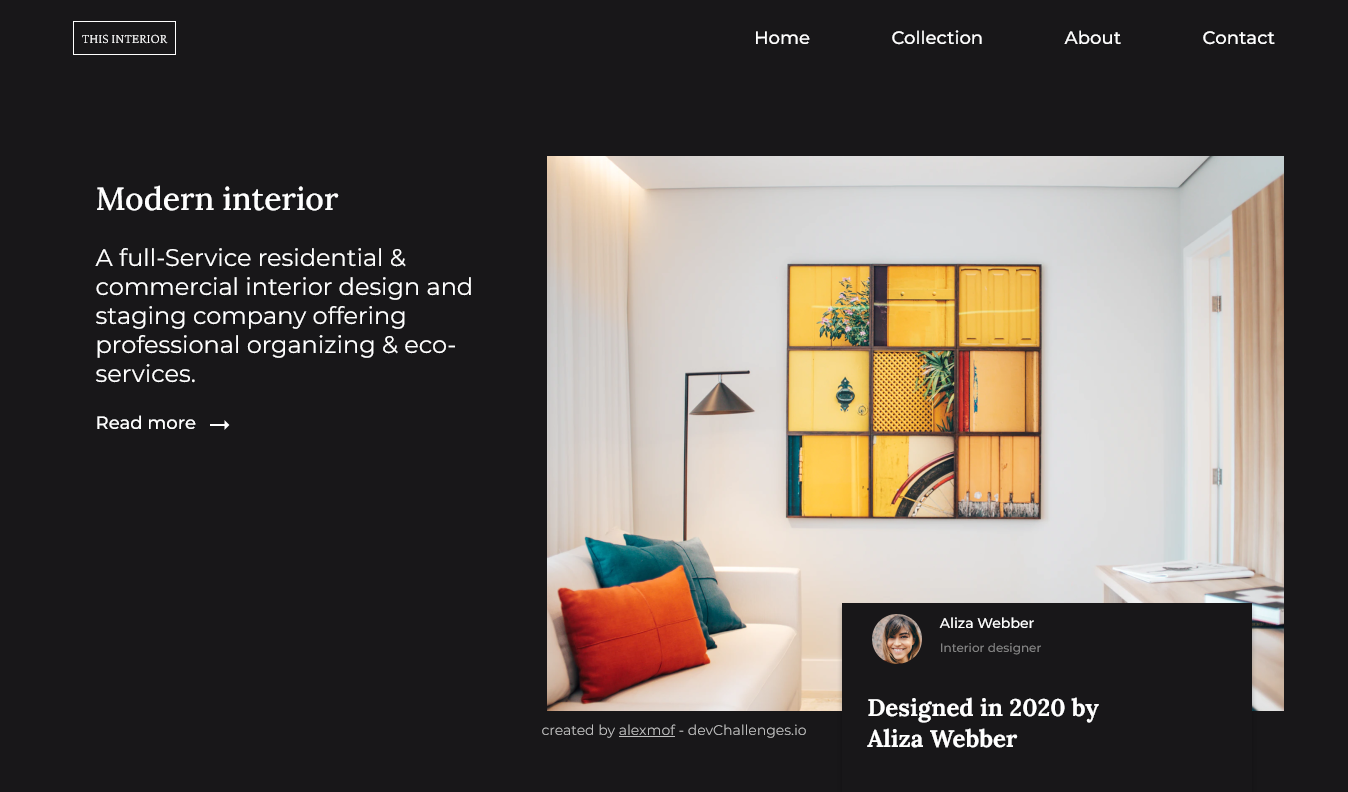 THIS INTERIOR
Home
Collection
About
Contact
Modern interior
A full-Service residential &
commercial interior design and
staging company offering
professional organizing & eco-
services.
Read more
Aliza Webber
Interior designer
Designed in 2020 by
Aliza Webber
created by alexmof - devChallenges.io